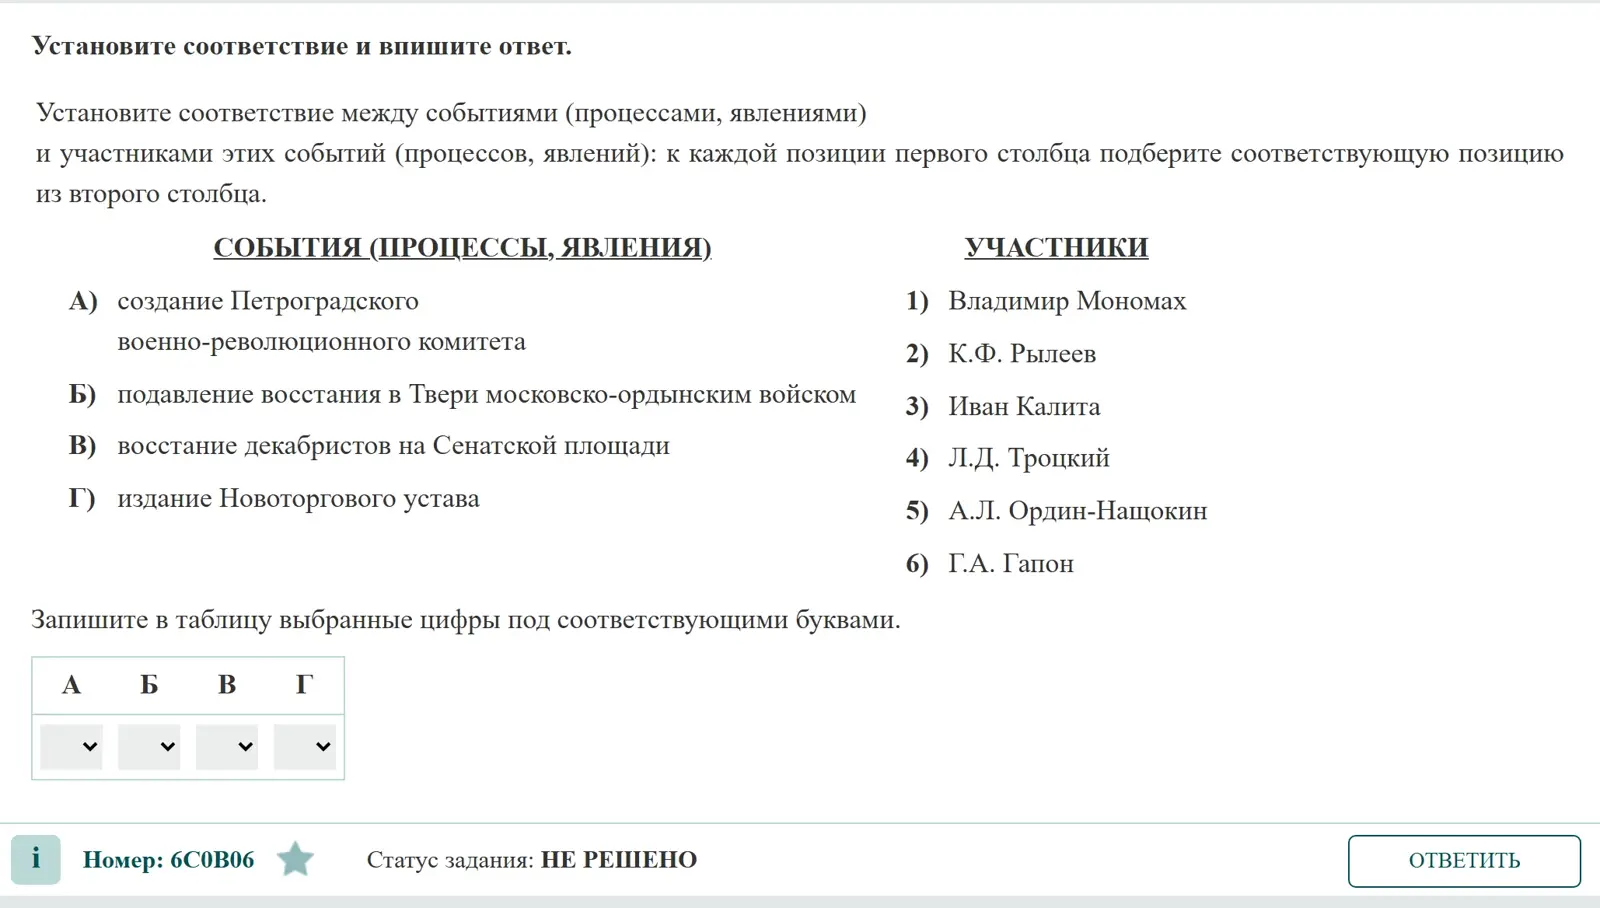 Установите соответствие и впишите ответ.
Установите соответствие между событиями (процессами, явлениями)
и участниками этих событий (процессов, явлений): к каждой позиции первого столбца подберите соответствующую позицию
из второго столбца.
СОБЫТИЯ (ПРОЦЕССЫ, ЯВЛЕНИЯ)
А) создание Петроградского
военно-революционного комитета
Б) подавление восстания в Твери московско-ордынским войском
В) восстание декабристов на Сенатской площади
Г) издание Новоторгового устава
УЧАСТНИКИ
1) Владимир Мономах
2) К.Ф. Рылеев
3) Иван Калита
4) Л.Д. Троцкий
5) А.Л. Ордин-Нащокин
6) Г.А. Гапон
Запишите в таблицу выбранные цифры под соответствующими буквами.
А Б В Г
i Номер: 6C0B06 Статус задания: НЕ РЕШЕНО ОТВЕТИТЬ